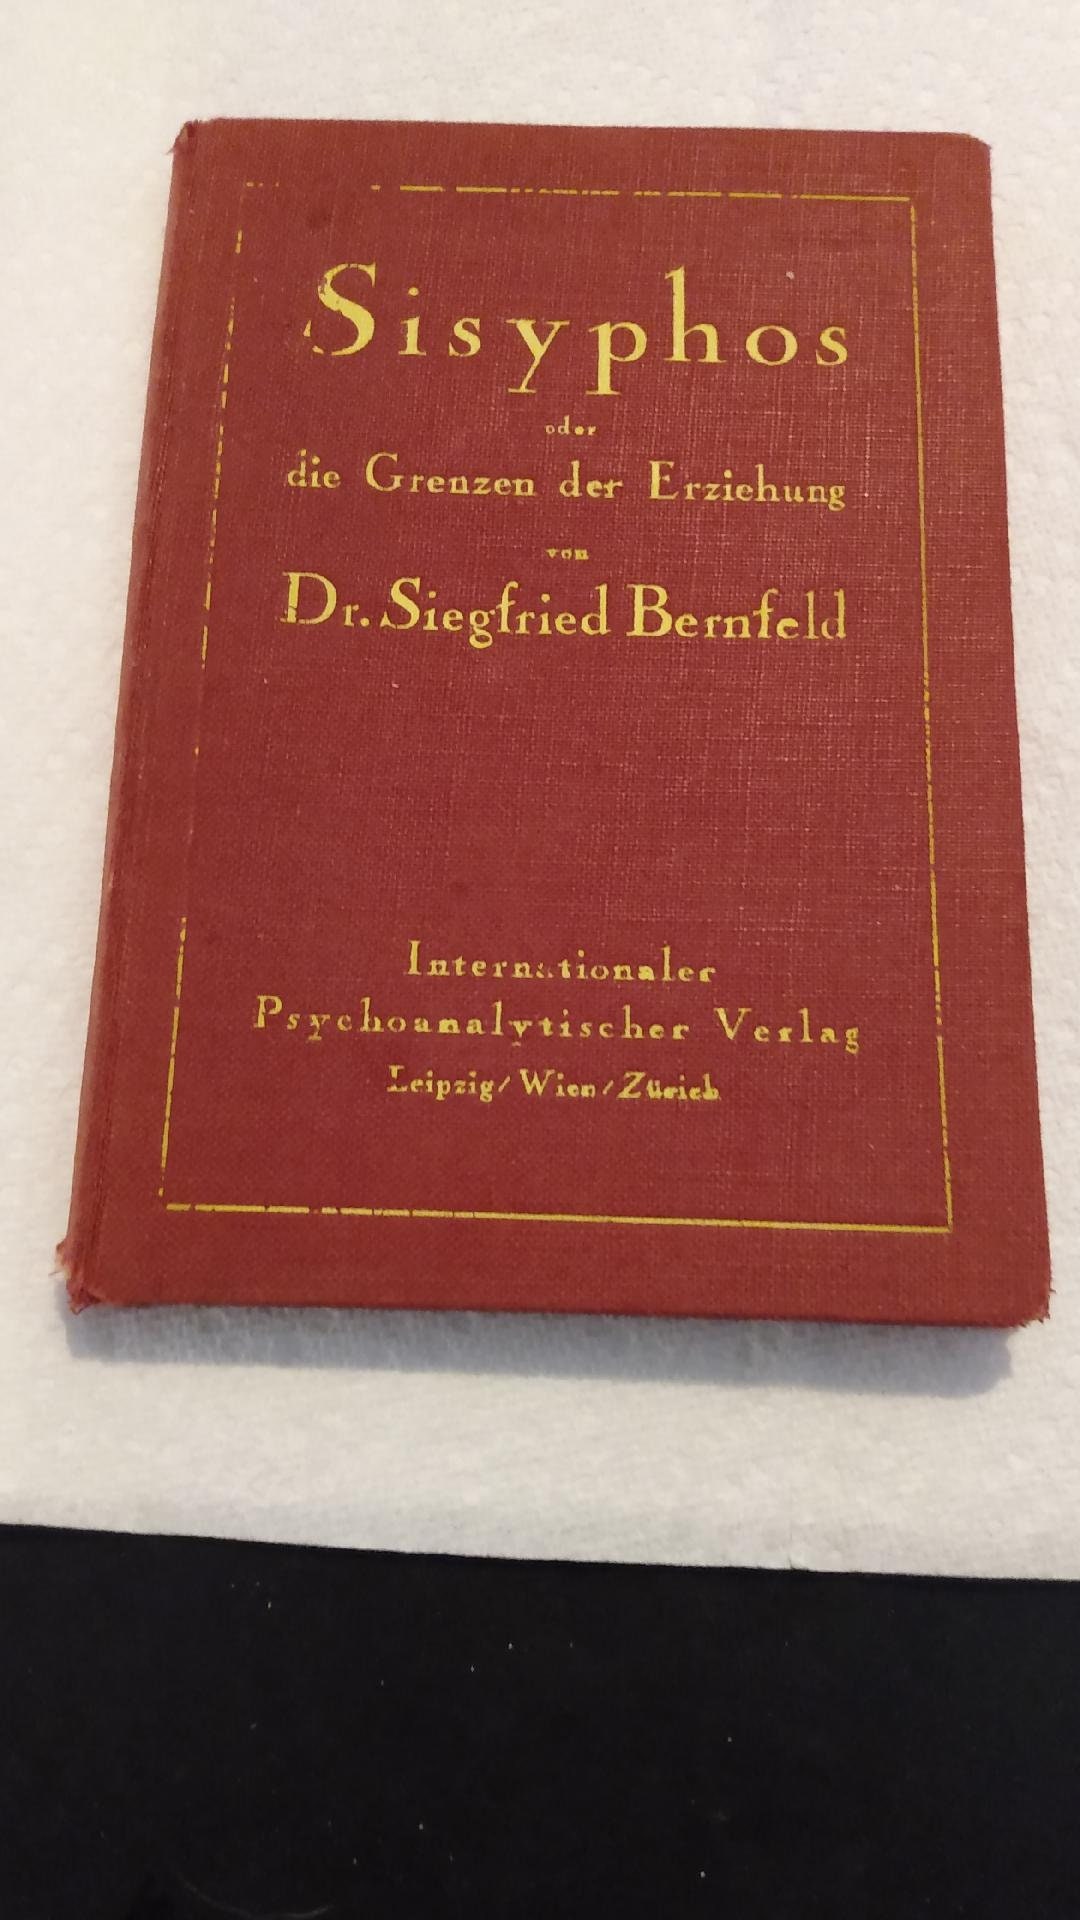 Sisyphos
oder
die Grenzen der Erziehung
von
Dr. Siegfried Bernfeld
Internationaler
Psychoanalytischer Verlag
Leipzig / Wien / Zürich